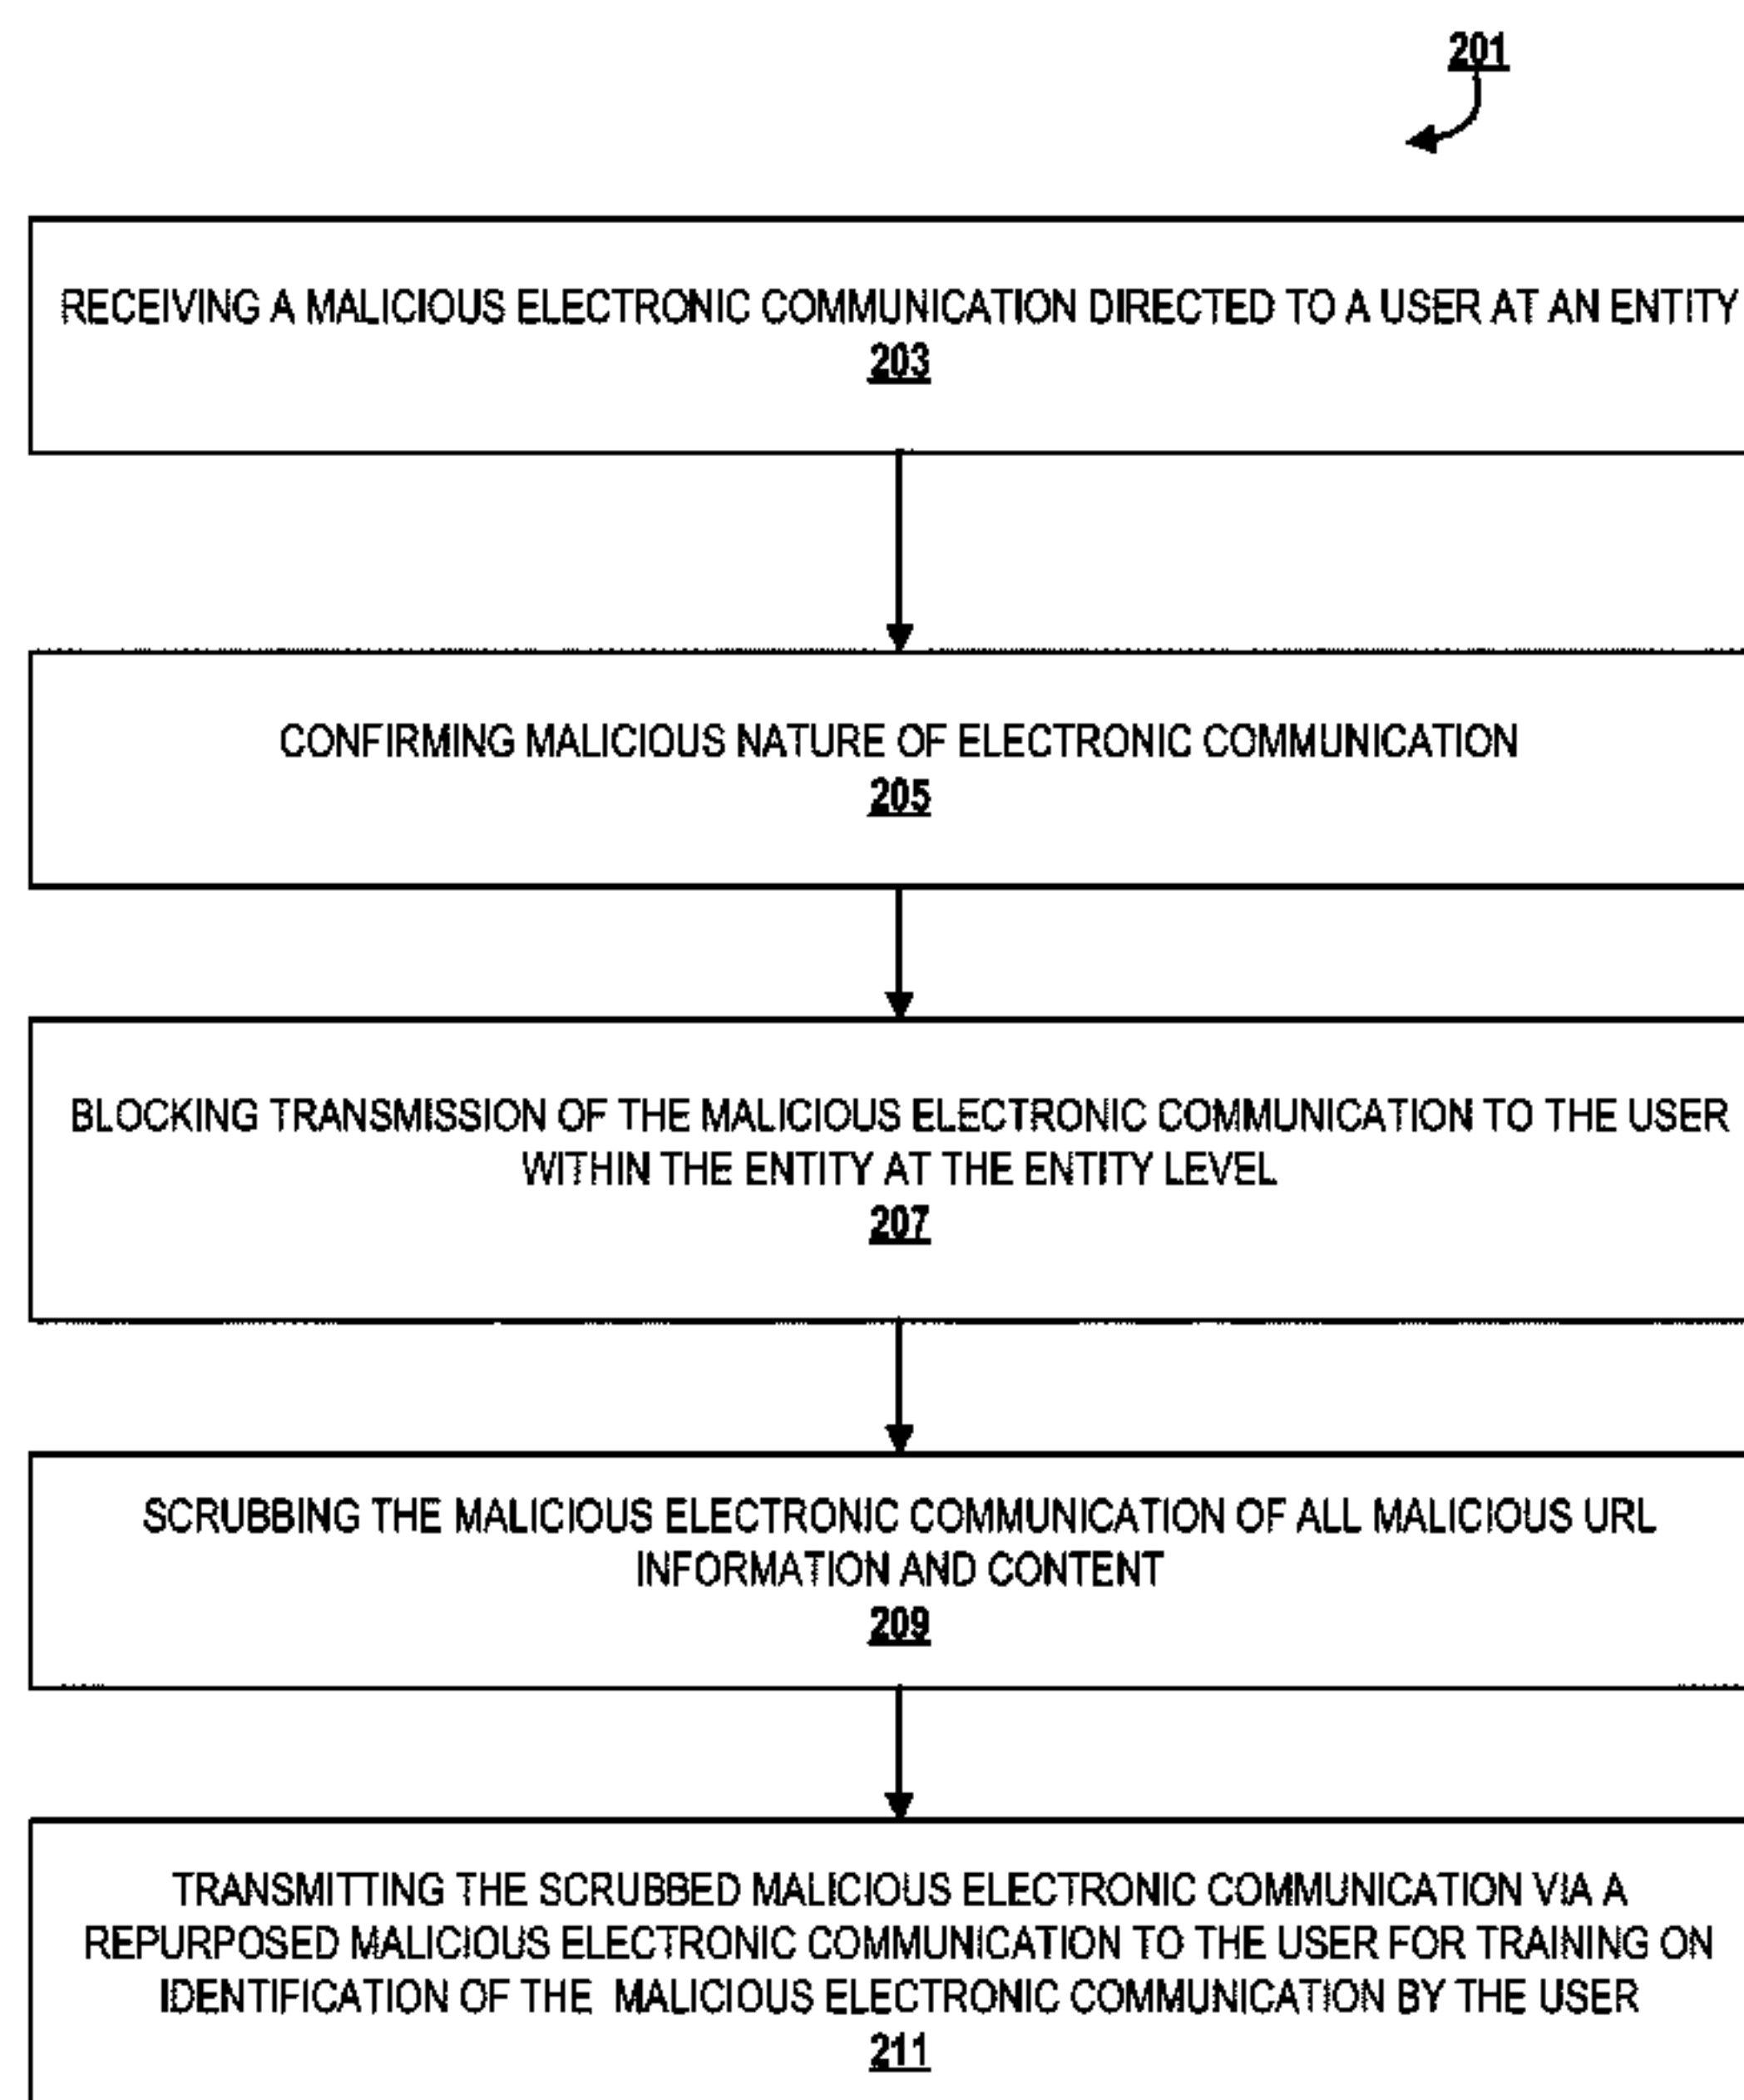 201
RECEIVING A MALICIOUS ELECTRONIC COMMUNICATION DIRECTED TO A USER AT AN ENTITY
203
CONFIRMING MALICIOUS NATURE OF ELECTRONIC COMMUNICATION
205
BLOCKING TRANSMISSION OF THE MALICIOUS ELECTRONIC COMMUNICATION TO THE USER
WITHIN THE ENTITY AT THE ENTITY LEVEL
207
SCRUBBING THE MALICIOUS ELECTRONIC COMMUNICATION OF ALL MALICIOUS URL
INFORMATION AND CONTENT
209
TRANSMITTING THE SCRUBBED MALICIOUS ELECTRONIC COMMUNICATION VIA A
REPURPOSED MALICIOUS ELECTRONIC COMMUNICATION TO THE USER FOR TRAINING ON
IDENTIFICATION OF THE MALICIOUS ELECTRONIC COMMUNICATION BY THE USER
211